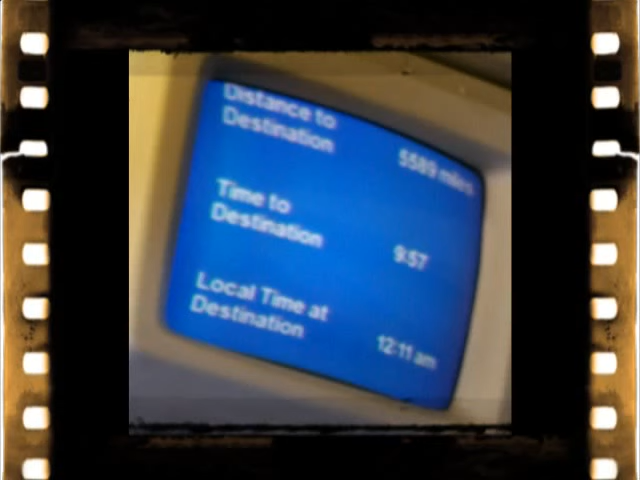 Distance to
Destination
5589 miles
Time to
Destination
9:57
Local Time at
Destination
12:11 am